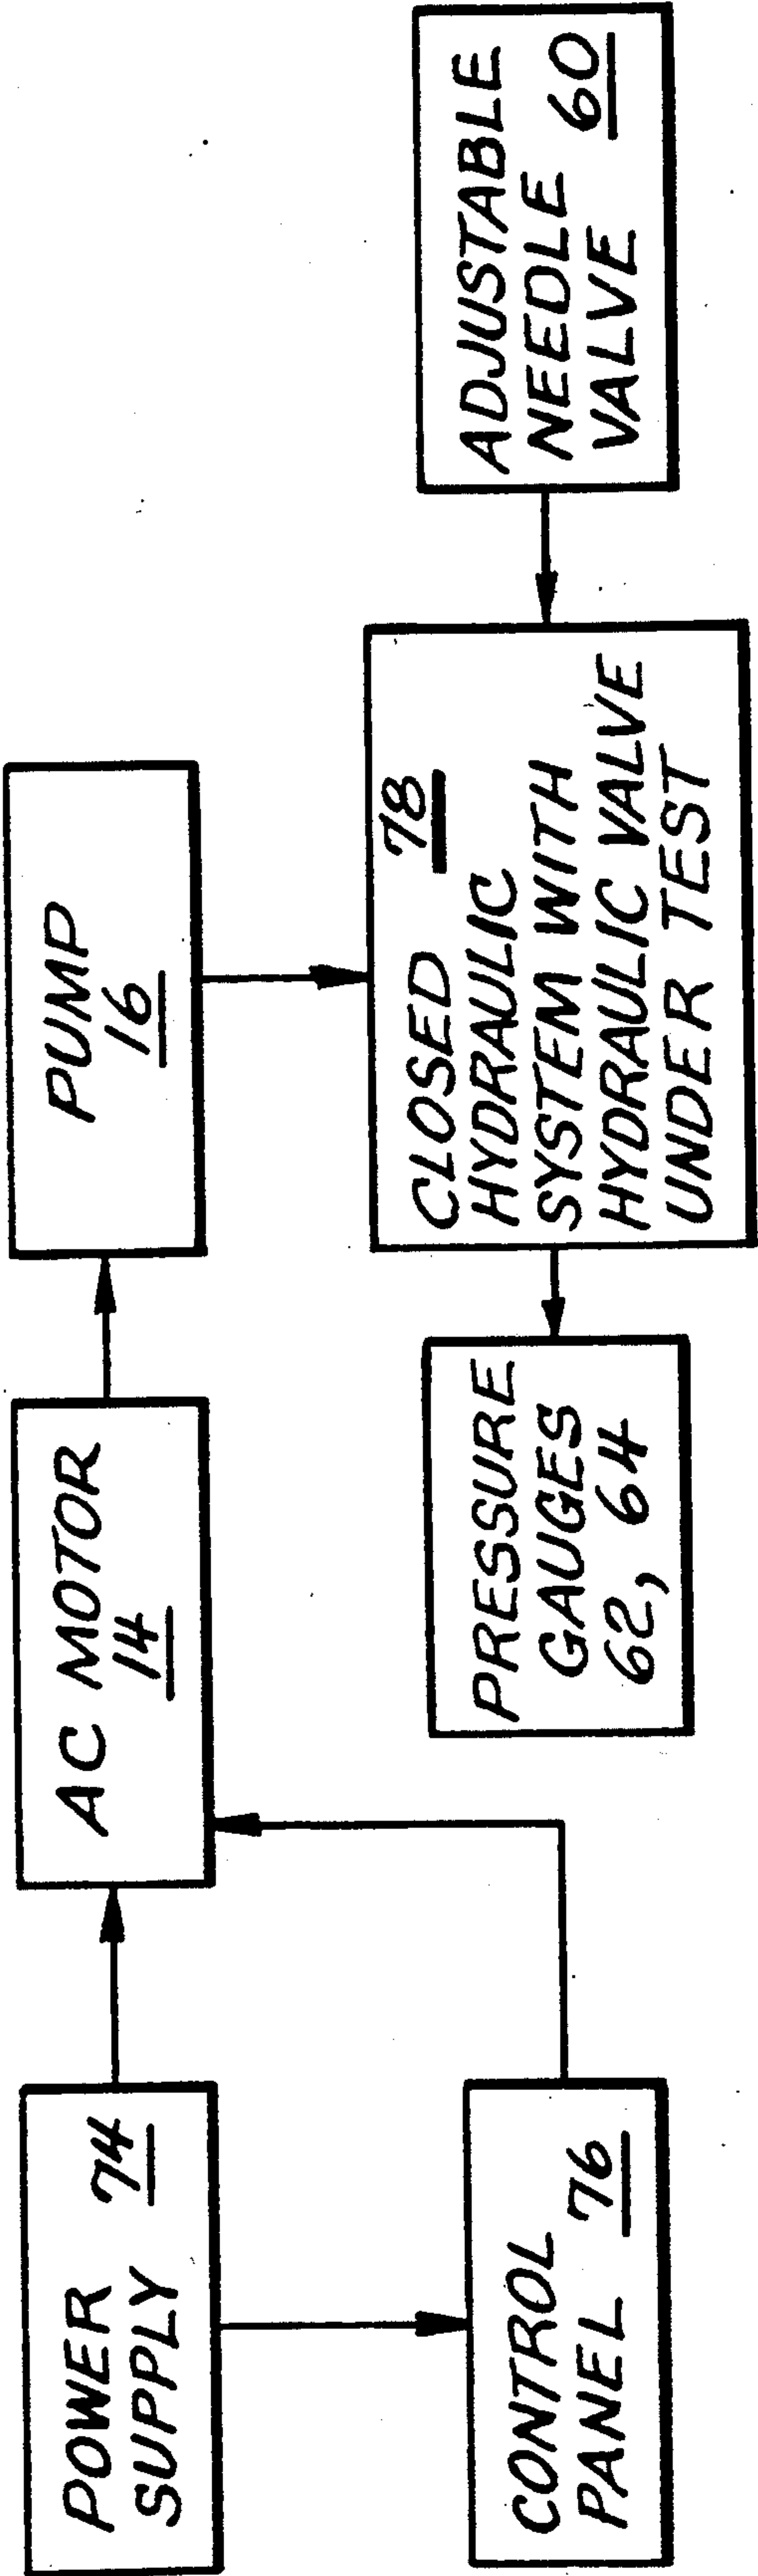 POWER
SUPPLY 74
AC MOTOR
14
PUMP
16
CONTROL
PANEL 76
PRESSURE
GAUGES
62, 64
CLOSED 78
HYDRAULIC
SYSTEM WITH
HYDRAULIC VALVE
UNDER TEST
ADJUSTABLE
NEEDLE
VALVE 60